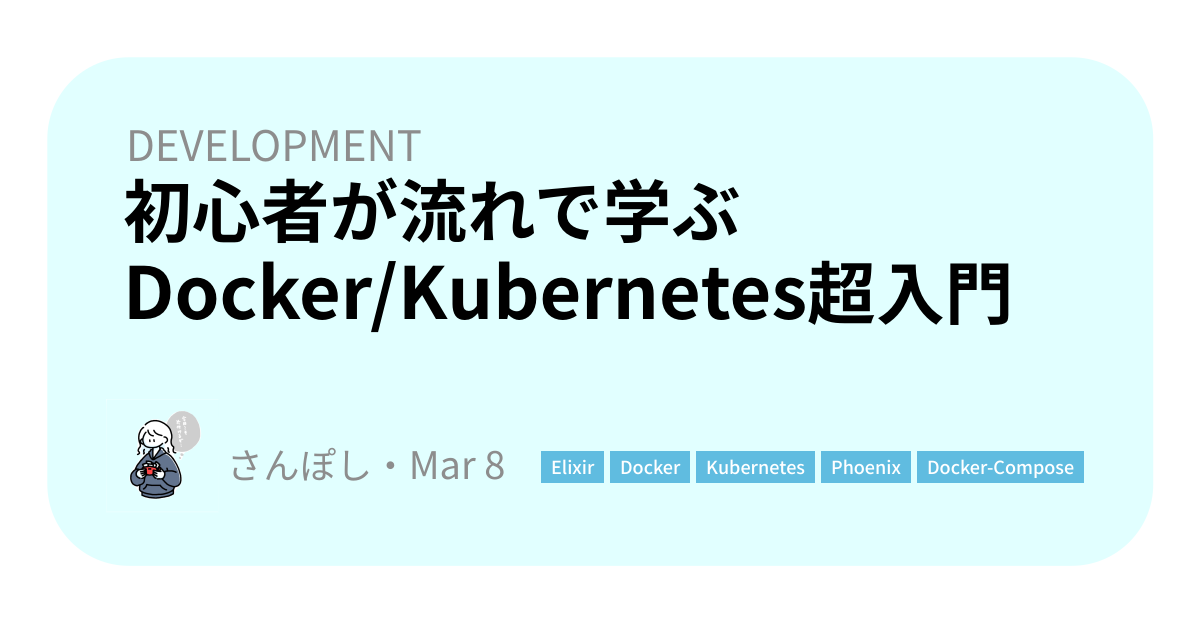 DEVELOPMENT
初心者が流れで学ぶ
Docker/Kubernetes超入門
さんぽし・Mar 8
Elixir Docker Kubernetes Phoenix Docker-Compose